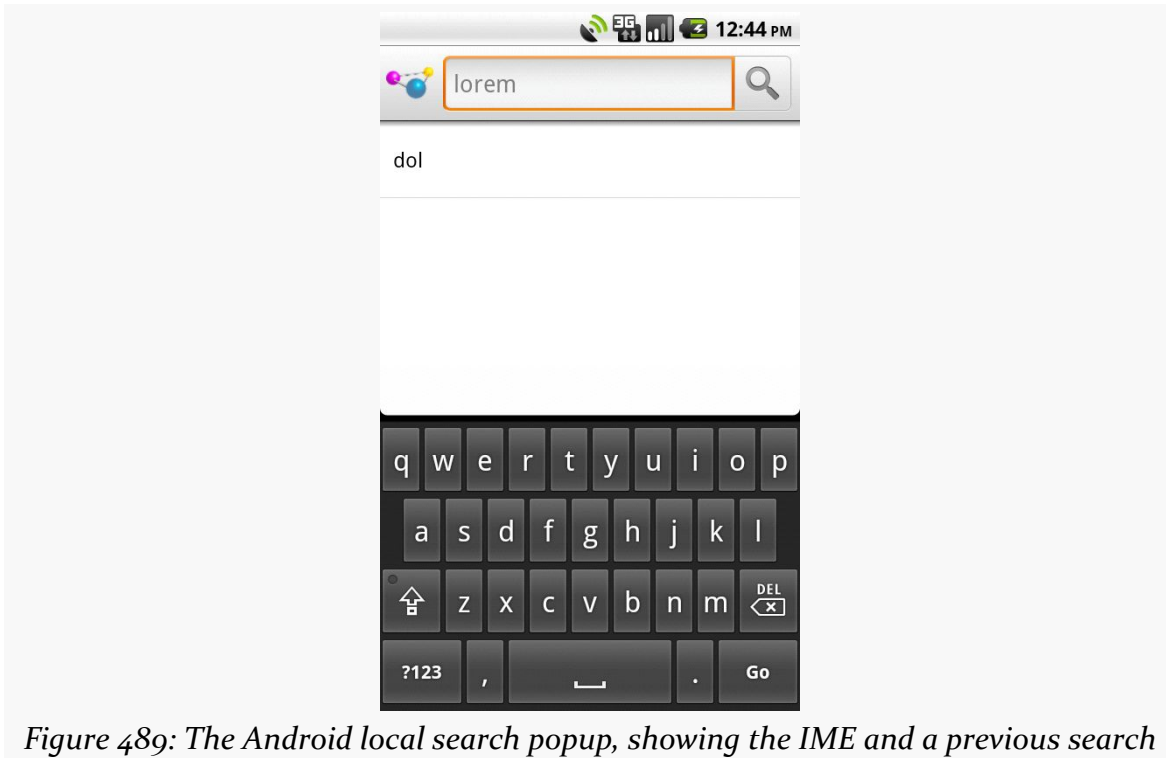 3G 12:44 PM
lorem
dol
q w e r t y u i o p
a s d f g h j k l
z x c v b n m DEL
?123 , . Go
Figure 489: The Android local search popup, showing the IME and a previous search